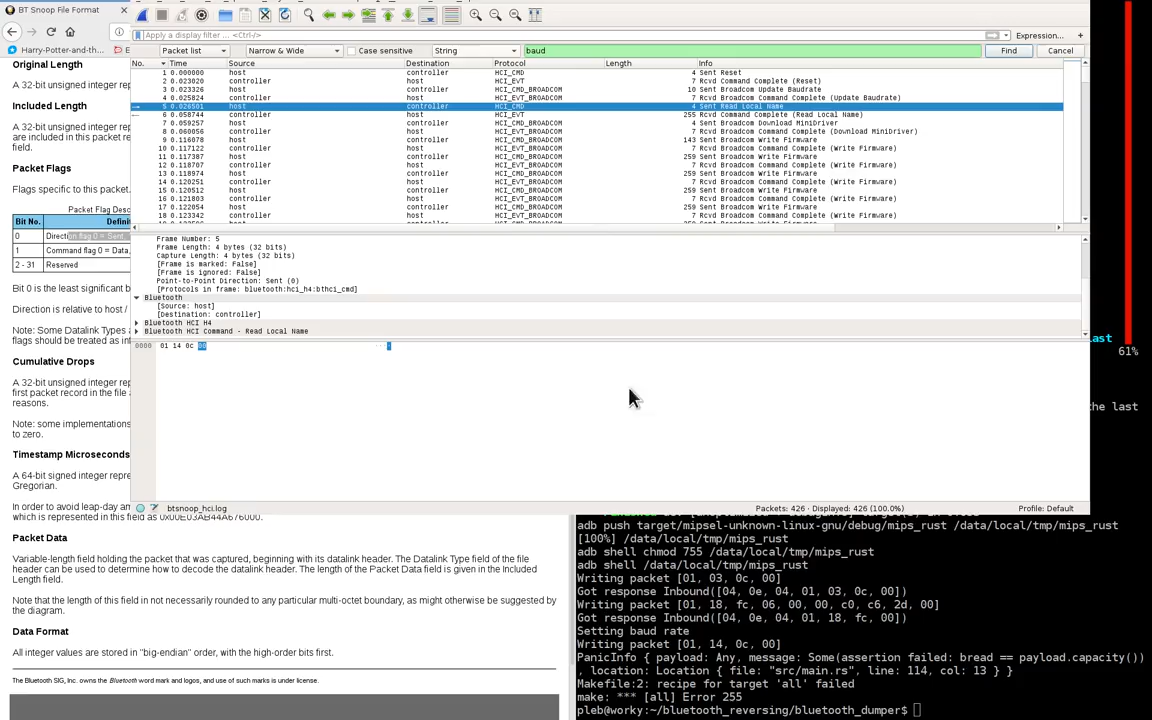 BT Snoop File Format
Harry-Potter-and-th...
Original Length
A 32-bit unsigned integer rep
Included Length
A 32-bit unsigned integer rep
are included in this packet re
field.
Packet Flags
Flags specific to this packet.
Packet Flag Desc
Bit No. Definit
0 Direction flag 0 = Sent,
1 Command flag 0 = Data,
2 - 31 Reserved
Bit 0 is the least significant b
Direction is relative to host /
Note: Some Datalink Types a
flags should be treated as inf
Cumulative Drops
A 32-bit unsigned integer rep
first packet record in the file a
reasons.
Note: some implementations
to zero.
Timestamp Microseconds
A 64-bit signed integer repre
Gregorian.
In order to avoid leap-day am
which is represented in this field as 0x00E03AB44A676000.
Packet Data
Variable-length field holding the packet that was captured, beginning with its datalink header. The Datalink Type field of the file
header can be used to determine how to decode the datalink header. The length of the Packet Data field is given in the Included
Length field.
Note that the length of this field in not necessarily rounded to any particular multi-octet boundary, as might otherwise be suggested by
the diagram.
Data Format
All integer values are stored in "big-endian" order, with the high-order bits first.
The Bluetooth SIG, Inc. owns the Bluetooth word mark and logos, and use of such marks is under license.
Apply a display filter ... <Ctrl-/>
Expression... +
Packet list Narrow & Wide Case sensitive String baud Find Cancel
No. Time Source Destination Protocol Length Info
1 0.000000 host controller HCI_CMD 4 Sent Reset
2 0.023020 controller host HCI_EVT 7 Rcvd Command Complete (Reset)
3 0.023326 host controller HCI_CMD_BROADCOM 10 Sent Broadcom Update Baudrate
4 0.025824 controller host HCI_EVT_BROADCOM 7 Rcvd Broadcom Command Complete (Update Baudrate)
5 0.026501 host controller HCI_CMD 4 Sent Read Local Name
6 0.058744 controller host HCI_EVT 255 Rcvd Command Complete (Read Local Name)
7 0.059257 host controller HCI_CMD_BROADCOM 4 Sent Broadcom Download MiniDriver
8 0.060056 controller host HCI_EVT_BROADCOM 7 Rcvd Broadcom Command Complete (Download MiniDriver)
9 0.116078 host controller HCI_CMD_BROADCOM 143 Sent Broadcom Write Firmware
10 0.117122 controller host HCI_EVT_BROADCOM 7 Rcvd Broadcom Command Complete (Write Firmware)
11 0.117387 host controller HCI_CMD_BROADCOM 259 Sent Broadcom Write Firmware
12 0.118707 controller host HCI_EVT_BROADCOM 7 Rcvd Broadcom Command Complete (Write Firmware)
13 0.118974 host controller HCI_CMD_BROADCOM 259 Sent Broadcom Write Firmware
14 0.120251 controller host HCI_EVT_BROADCOM 7 Rcvd Broadcom Command Complete (Write Firmware)
15 0.120512 host controller HCI_CMD_BROADCOM 259 Sent Broadcom Write Firmware
16 0.121803 controller host HCI_EVT_BROADCOM 7 Rcvd Broadcom Command Complete (Write Firmware)
17 0.122054 host controller HCI_CMD_BROADCOM 259 Sent Broadcom Write Firmware
18 0.123342 controller host HCI_EVT_BROADCOM 7 Rcvd Broadcom Command Complete (Write Firmware)
Frame Number: 5
Frame Length: 4 bytes (32 bits)
Capture Length: 4 bytes (32 bits)
[Frame is marked: False]
[Frame is ignored: False]
Point-to-Point Direction: Sent (0)
[Protocols in frame: bluetooth:hci_h4:bthci_cmd]
Bluetooth
[Source: host]
[Destination: controller]
Bluetooth HCI H4
Bluetooth HCI Command - Read Local Name
0000 01 14 0c 00
btsnoop_hci.log Packets: 426 · Displayed: 426 (100.0%) Profile: Default
last
61%
the last
adb push target/mipsel-unknown-linux-gnu/debug/mips_rust /data/local/tmp/mips_rust
[100%] /data/local/tmp/mips_rust
adb shell chmod 755 /data/local/tmp/mips_rust
adb shell /data/local/tmp/mips_rust
Writing packet [01, 03, 0c, 00]
Got response Inbound([04, 0e, 04, 01, 03, 0c, 00])
Writing packet [01, 18, fc, 06, 00, 00, c0, c6, 2d, 00]
Got response Inbound([04, 0e, 04, 01, 18, fc, 00])
Setting baud rate
Writing packet [01, 14, 0c, 00]
PanicInfo { payload: Any, message: Some(assertion failed: bread == payload.capacity())
, location: Location { file: "src/main.rs", line: 114, col: 13 } }
Makefile:2: recipe for target 'all' failed
make: *** [all] Error 255
pleb@worky:~/bluetooth_reversing/bluetooth_dumper$